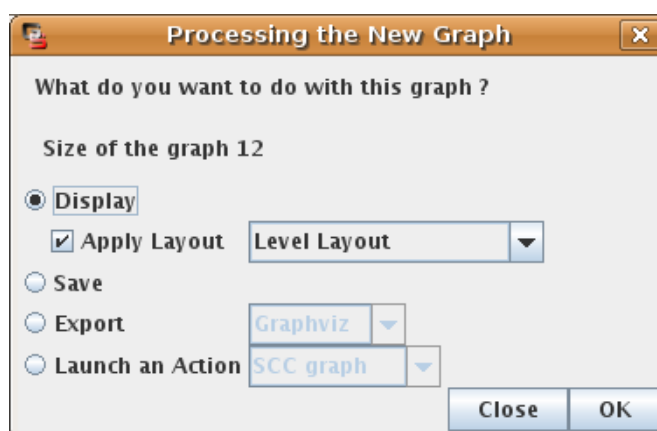 Processing the New Graph
What do you want to do with this graph ?
Size of the graph 12
Display
Apply Layout Level Layout
Save
Export Graphviz
Launch an Action SCC graph
Close OK